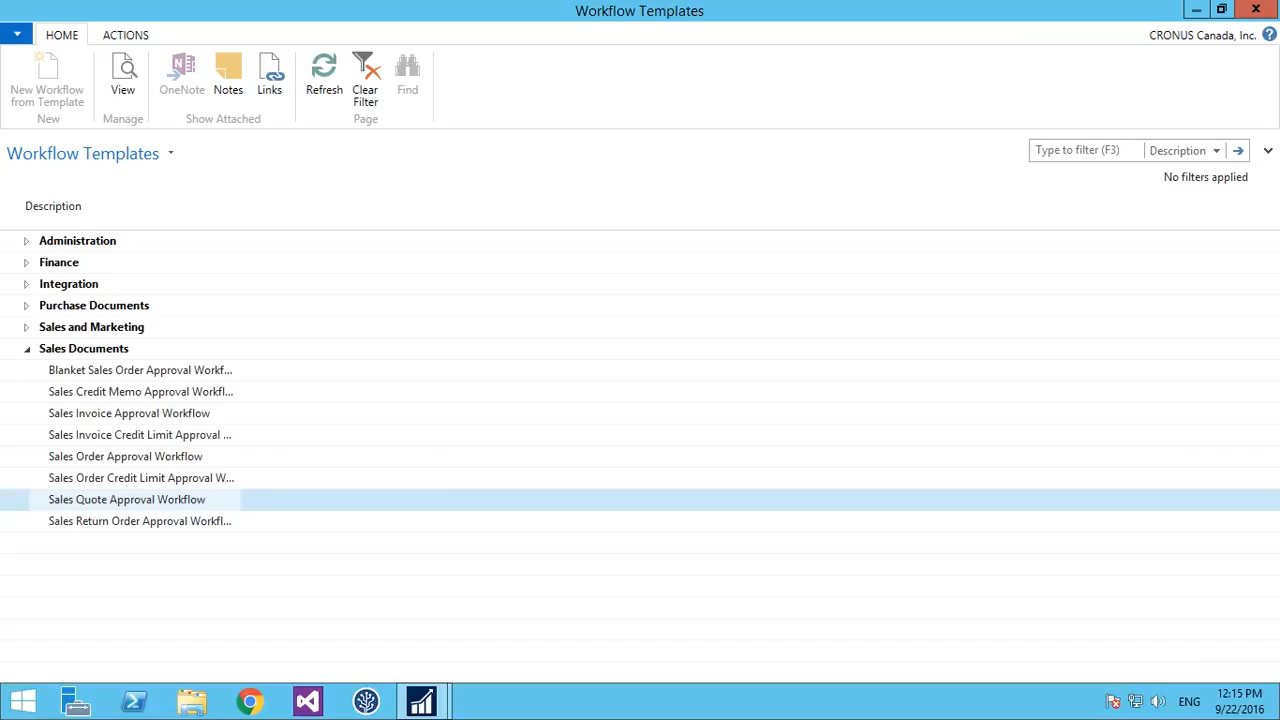 Workflow Templates
HOME
ACTIONS
CRONUS Canada, Inc.
New Workflow
from Template
View
OneNote
Notes
Links
Refresh
Clear
Filter
Find
New
Manage
Show Attached
Page
Workflow Templates
Type to filter (F3)
Description
No filters applied
Description
Administration
Finance
Integration
Purchase Documents
Sales and Marketing
Sales Documents
Blanket Sales Order Approval Workf...
Sales Credit Memo Approval Workfl...
Sales Invoice Approval Workflow
Sales Invoice Credit Limit Approval ...
Sales Order Approval Workflow
Sales Order Credit Limit Approval W...
Sales Quote Approval Workflow
Sales Return Order Approval Workfl...
ENG
12:15 PM
9/22/2016